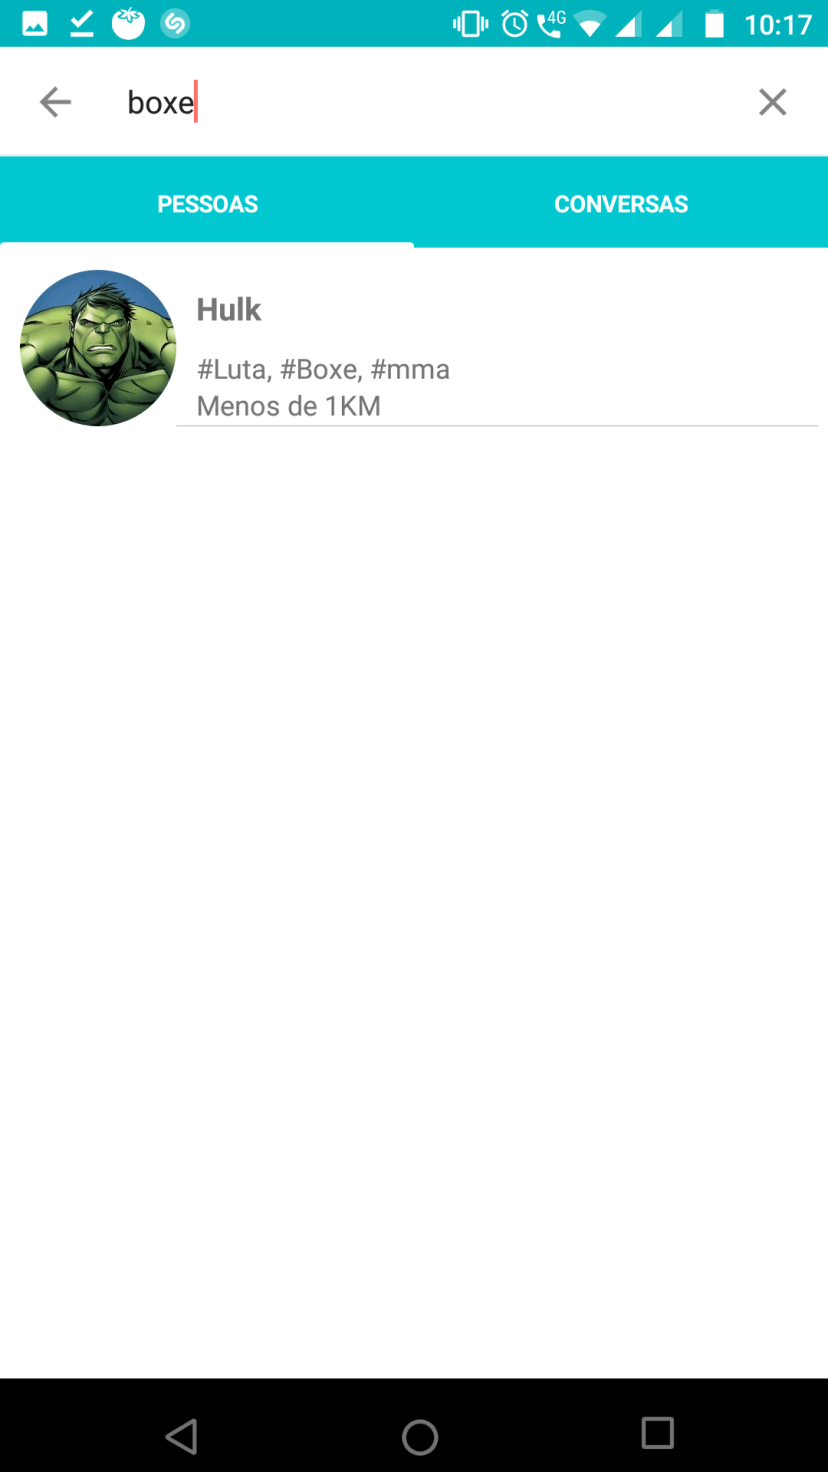 4G
10:17
boxe
PESSOAS
CONVERSAS
Hulk
#Luta, #Boxe, #mma
Menos de 1KM